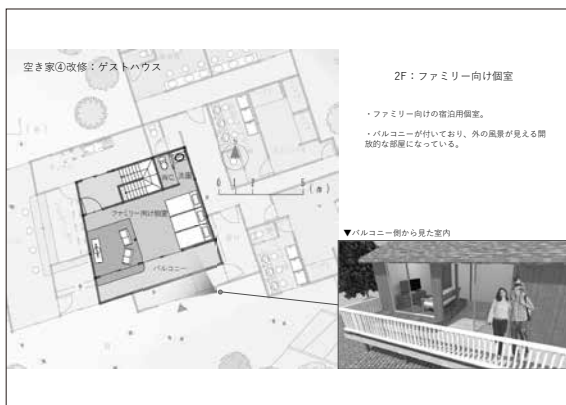 空き家④改修：ゲストハウス
2F：ファミリー向け個室
・ファミリー向けの宿泊用個室。
・バルコニーが付いており、外の風景が見える開
放的な部屋になっている。
WC
洗面
0 1 2 5 (m)
ファミリー向け個室
バルコニー
▼バルコニー側から見た室内